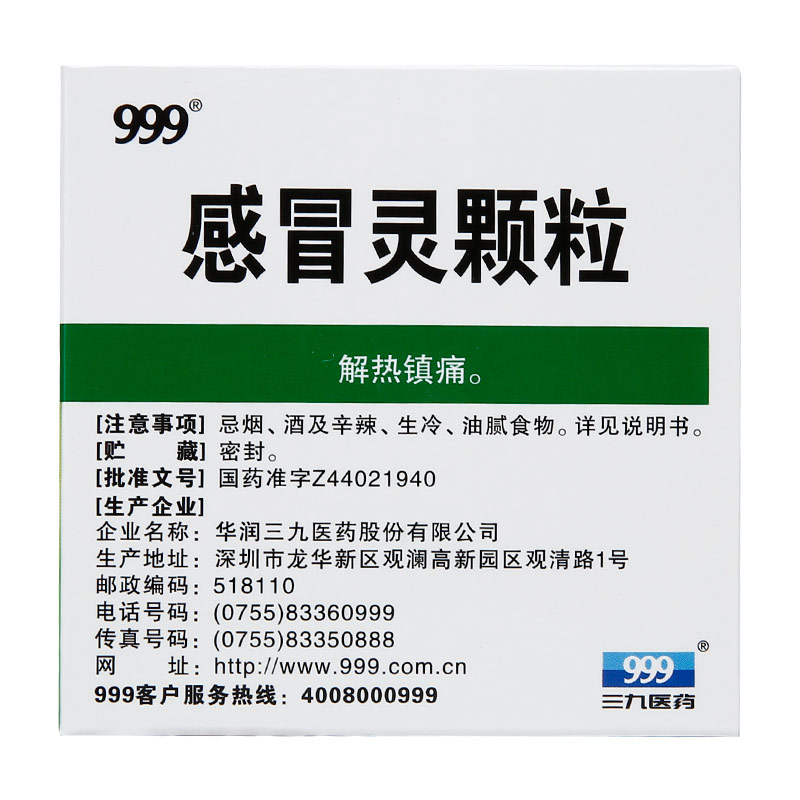 999®
感冒灵颗粒
解热镇痛。
[注意事项] 忌烟、酒及辛辣、生冷、油腻食物。详见说明书。
[贮 藏] 密封。
[批准文号] 国药准字Z44021940
[生产企业]
企业名称：华润三九医药股份有限公司
生产地址：深圳市龙华新区观澜高新园区观清路1号
邮政编码：518110
电话号码：(0755)83360999
传真号码：(0755)83350888
网 址：http://www.999.com.cn
999客户服务热线：4008000999
999®
三九医药